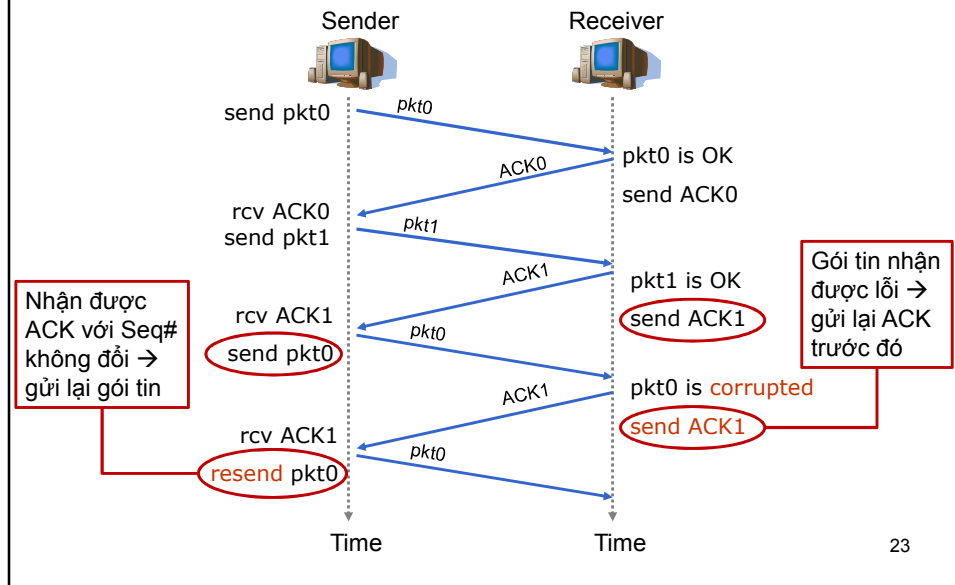 Sender
Receiver
send pkt0
pkt0
pkt0 is OK
ACK0
send ACK0
rcv ACK0
send pkt1
pkt1
ACK1
pkt1 is OK
send ACK1
rcv ACK1
send pkt0
pkt0
Nhận được
ACK với Seq#
không đổi →
gửi lại gói tin
Gói tin nhận
được lỗi →
gửi lại ACK
trước đó
pkt0 is corrupted
ACK1
send ACK1
rcv ACK1
resend pkt0
pkt0
Time
Time
23